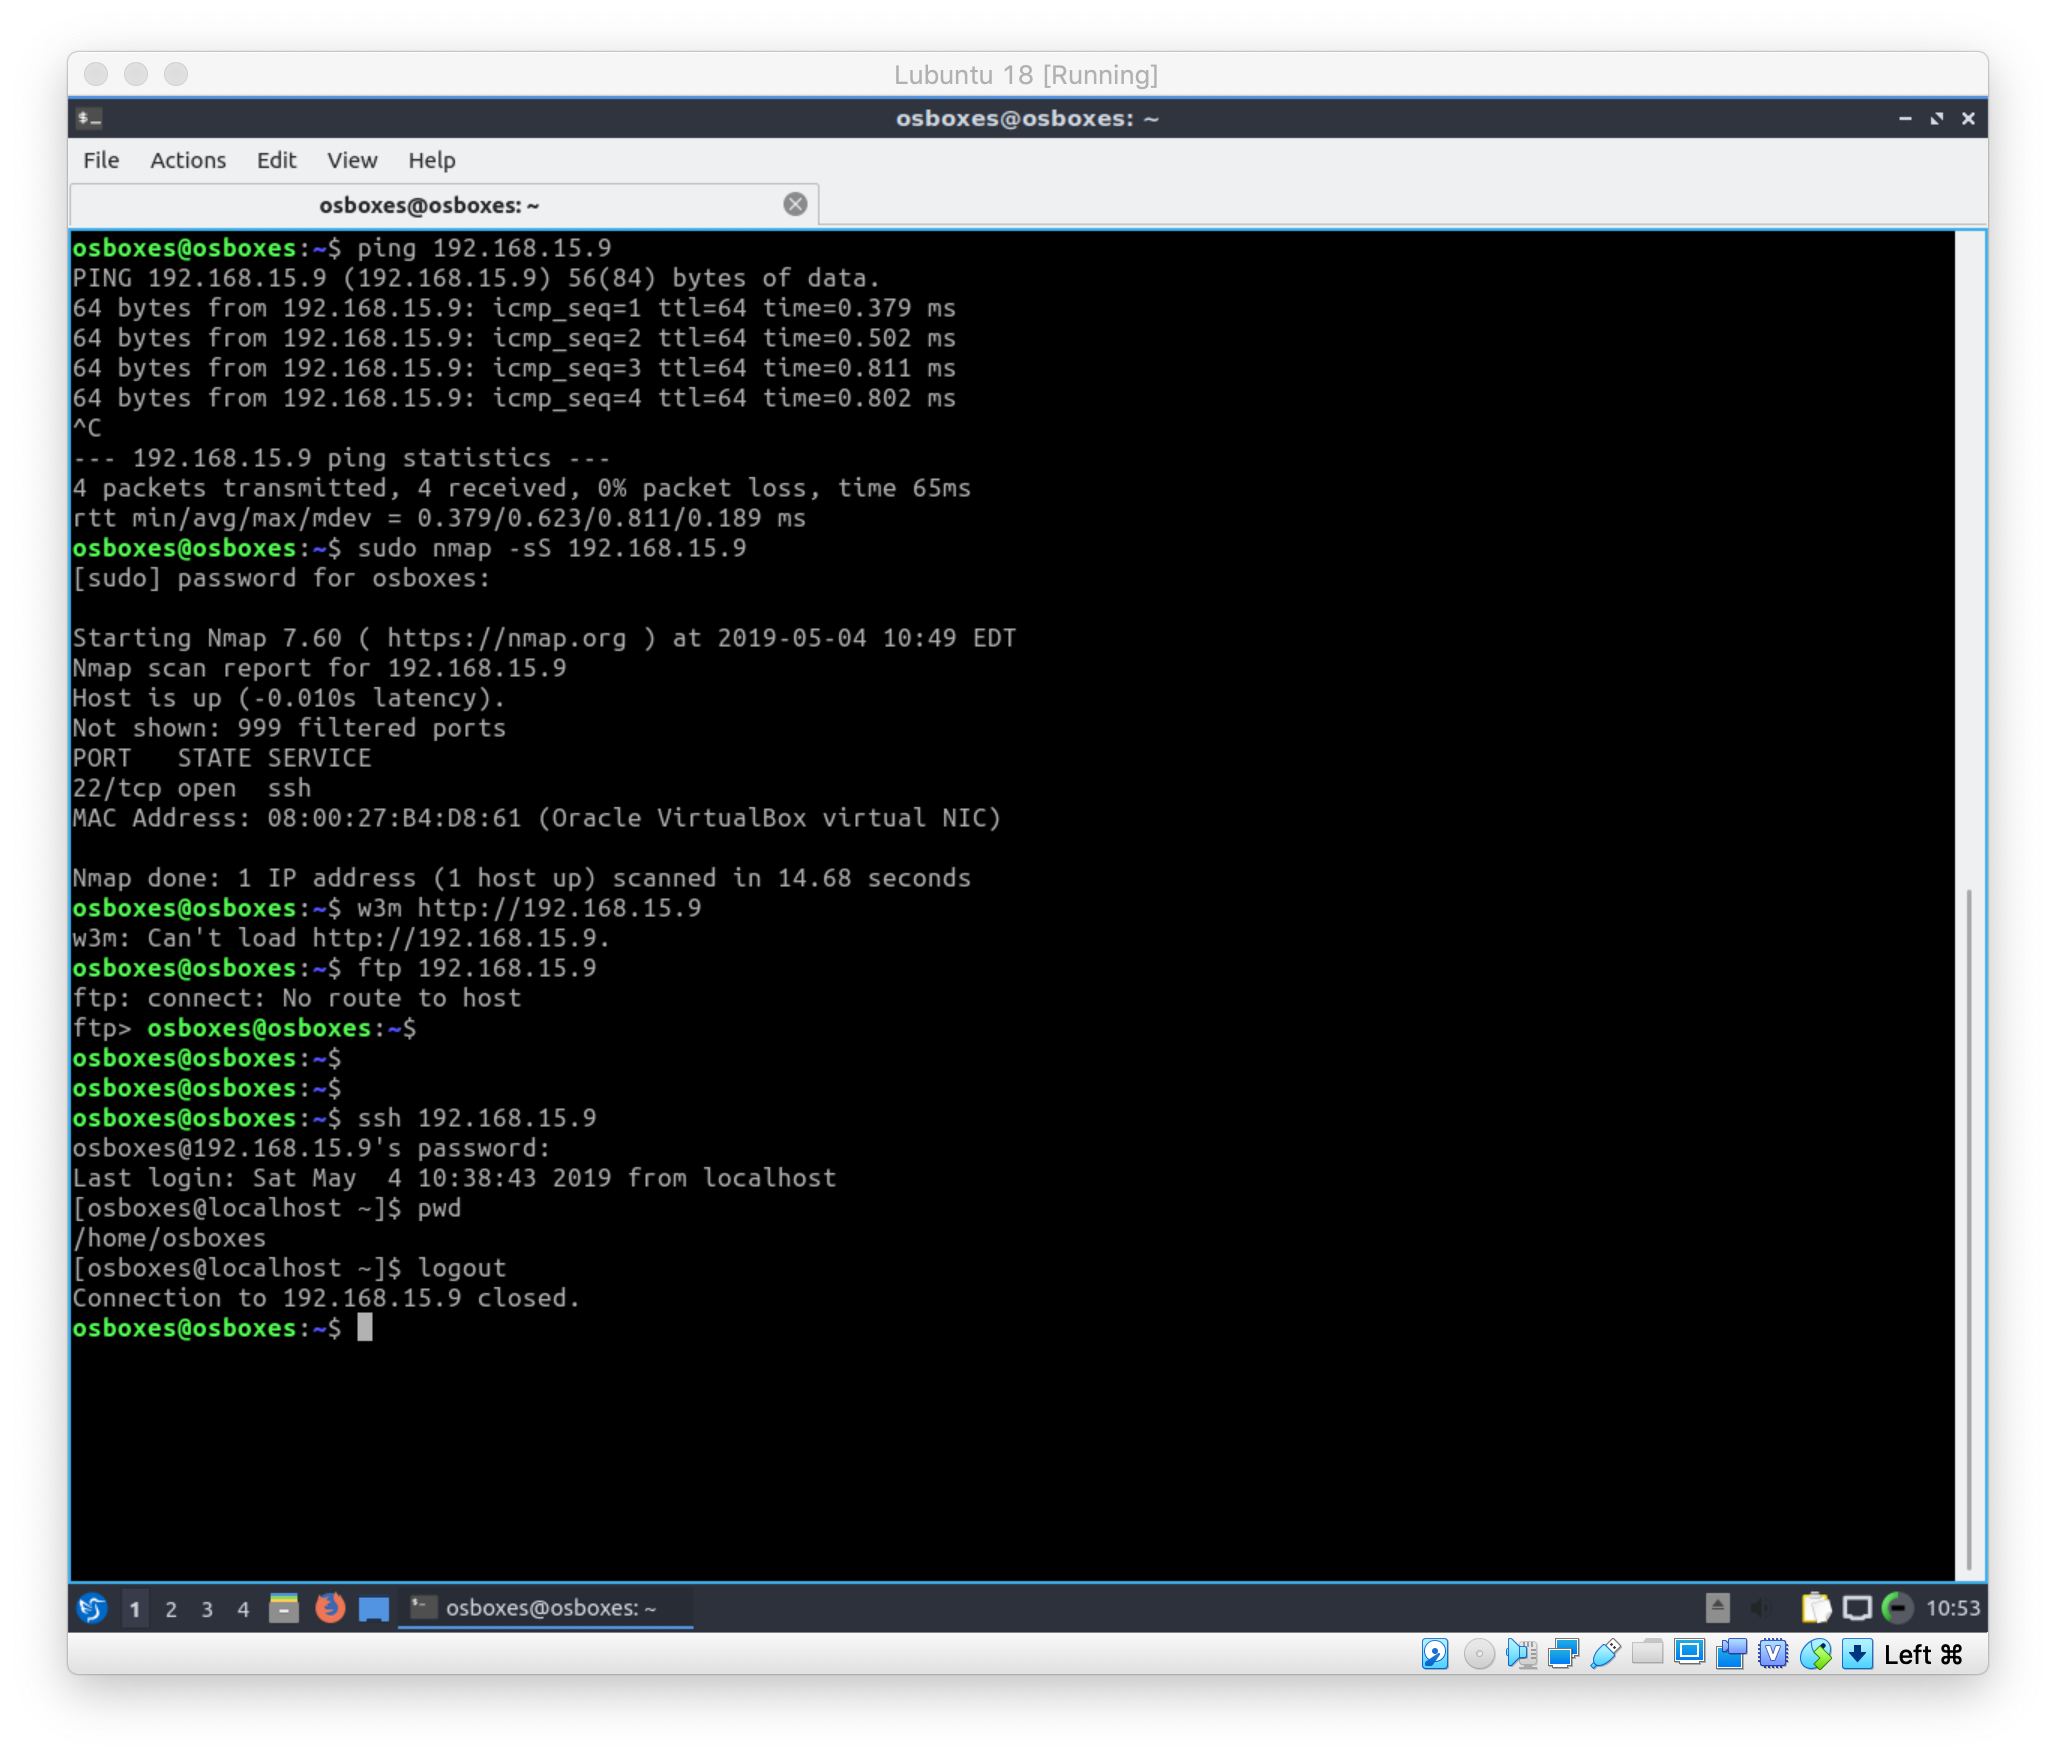 Lubuntu 18 [Running]
$_
osboxes@osboxes: ~
File Actions Edit View Help
osboxes@osboxes: ~
osboxes@osboxes:~$ ping 192.168.15.9
PING 192.168.15.9 (192.168.15.9) 56(84) bytes of data.
64 bytes from 192.168.15.9: icmp_seq=1 ttl=64 time=0.379 ms
64 bytes from 192.168.15.9: icmp_seq=2 ttl=64 time=0.502 ms
64 bytes from 192.168.15.9: icmp_seq=3 ttl=64 time=0.811 ms
64 bytes from 192.168.15.9: icmp_seq=4 ttl=64 time=0.802 ms
^C
--- 192.168.15.9 ping statistics ---
4 packets transmitted, 4 received, 0% packet loss, time 65ms
rtt min/avg/max/mdev = 0.379/0.623/0.811/0.189 ms
osboxes@osboxes:~$ sudo nmap -sS 192.168.15.9
[sudo] password for osboxes:
Starting Nmap 7.60 ( https://nmap.org ) at 2019-05-04 10:49 EDT
Nmap scan report for 192.168.15.9
Host is up (-0.010s latency).
Not shown: 999 filtered ports
PORT   STATE SERVICE
22/tcp open  ssh
MAC Address: 08:00:27:B4:D8:61 (Oracle VirtualBox virtual NIC)
Nmap done: 1 IP address (1 host up) scanned in 14.68 seconds
osboxes@osboxes:~$ w3m http://192.168.15.9
w3m: Can't load http://192.168.15.9.
osboxes@osboxes:~$ ftp 192.168.15.9
ftp: connect: No route to host
ftp> osboxes@osboxes:~$
osboxes@osboxes:~$
osboxes@osboxes:~$
osboxes@osboxes:~$ ssh 192.168.15.9
osboxes@192.168.15.9's password:
Last login: Sat May  4 10:38:43 2019 from localhost
[osboxes@localhost ~]$ pwd
/home/osboxes
[osboxes@localhost ~]$ logout
Connection to 192.168.15.9 closed.
osboxes@osboxes:~$
1 2 3 4 osboxes@osboxes: ~ 10:53
Left ⌘